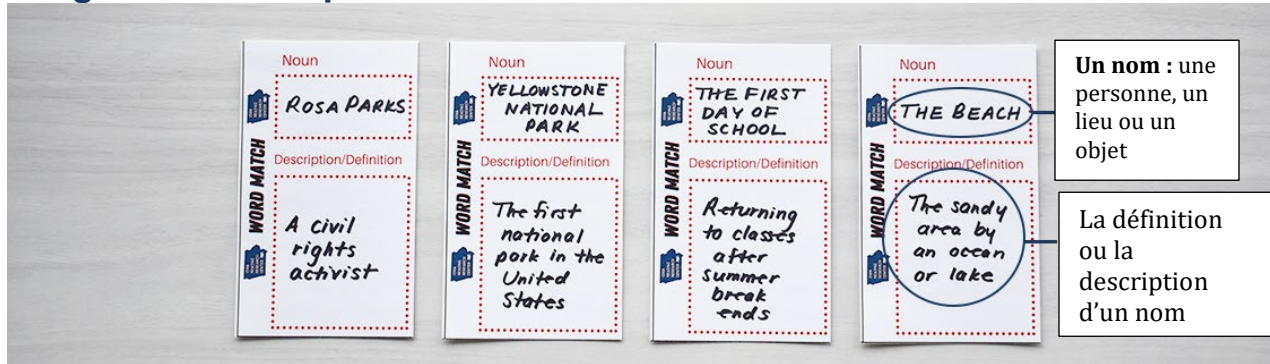 Noun
ROSA PARKS
Description/Definition
A civil
rights
activist
WORD MATCH
Noun
YELLOWSTONE
NATIONAL
PARK
Description/Definition
The first
national
park in the
United
States
WORD MATCH
Noun
THE FIRST
DAY OF
SCHOOL
Description/Definition
Returning
to classes
after
summer
break
ends
WORD MATCH
Noun
THE BEACH
Description/Definition
The sandy
area by
an ocean
or lake
WORD MATCH
Un nom : une
personne, un
lieu ou un
objet
La définition
ou la
description
d'un nom